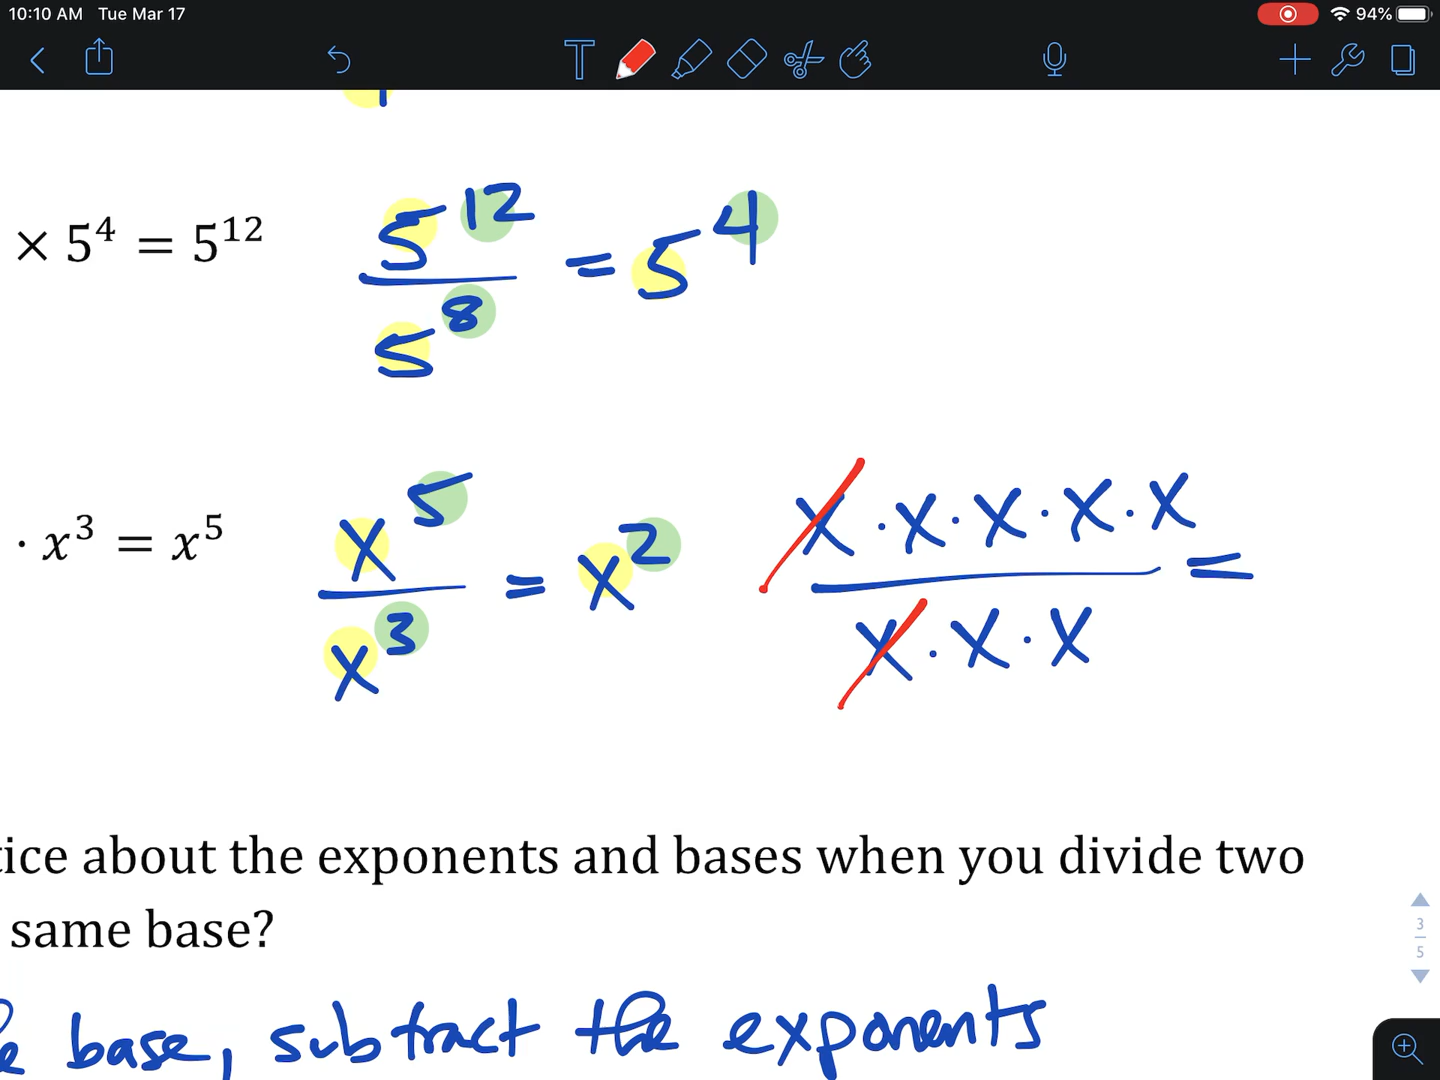 10:10 AM Tue Mar 17 94%
T
× 5⁴ = 5¹² 5¹²/5⁸ = 5⁴
· x³ = x⁵ x⁵/x³ = x² x·x·x·x·x/x·x·x =
tice about the exponents and bases when you divide two
same base?
3
5
base, subtract the exponents